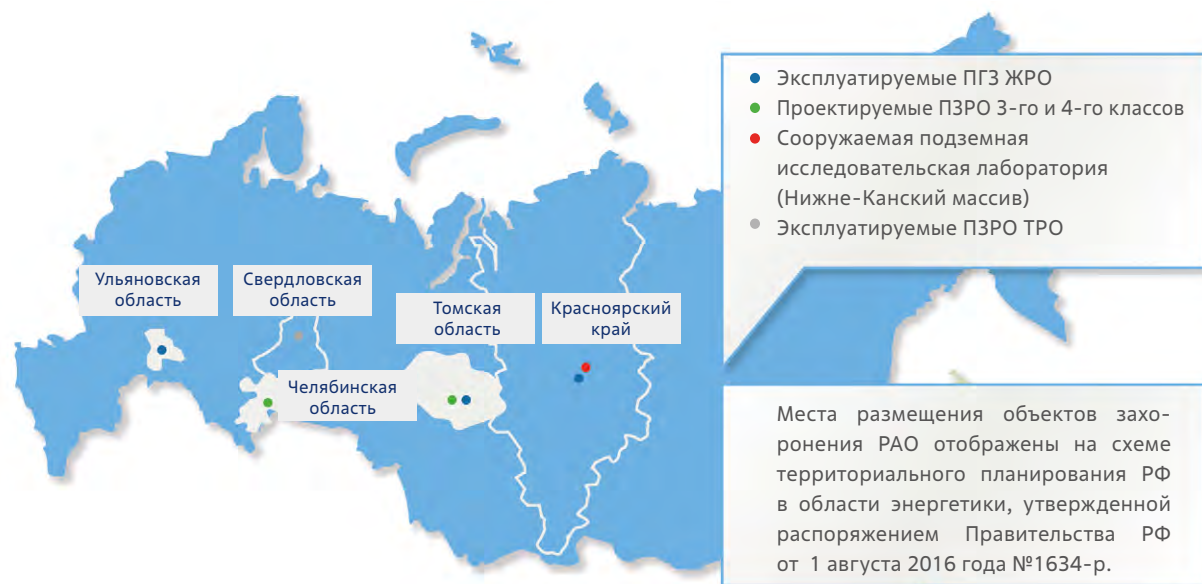 Эксплуатируемые ПГЗ ЖРО
Проектируемые ПЗРО 3-го и 4-го классов
Сооружаемая подземная
исследовательская лаборатория
(Нижне-Канский массив)
Эксплуатируемые ПЗРО ТРО
Ульяновская
область
Свердловская
область
Томская
область
Красноярский
край
Челябинская
область
Места размещения объектов захо-
ронения РАО отображены на схеме
территориального планирования РФ
в области энергетики, утвержденной
распоряжением Правительства РФ
от 1 августа 2016 года №1634-р.